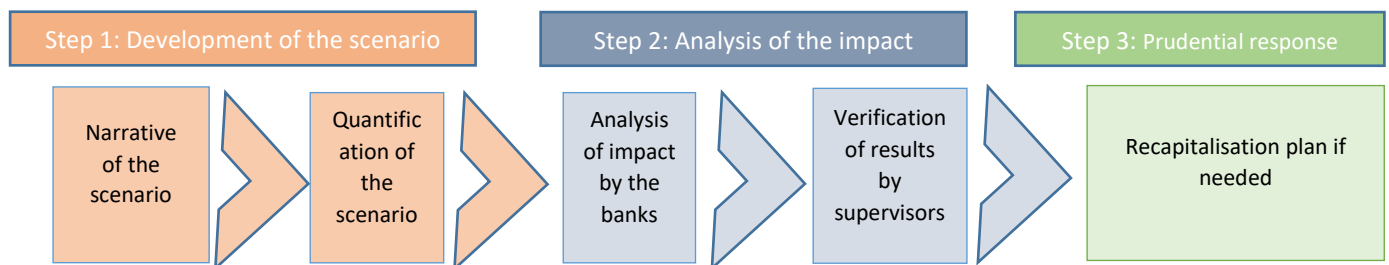 Step 1: Development of the scenario
Step 2: Analysis of the impact
Step 3: Prudential response
Narrative
of the
scenario
Quantific
ation of
the
scenario
Analysis
of impact
by the
banks
Verification
of results
by
supervisors
Recapitalisation plan if
needed